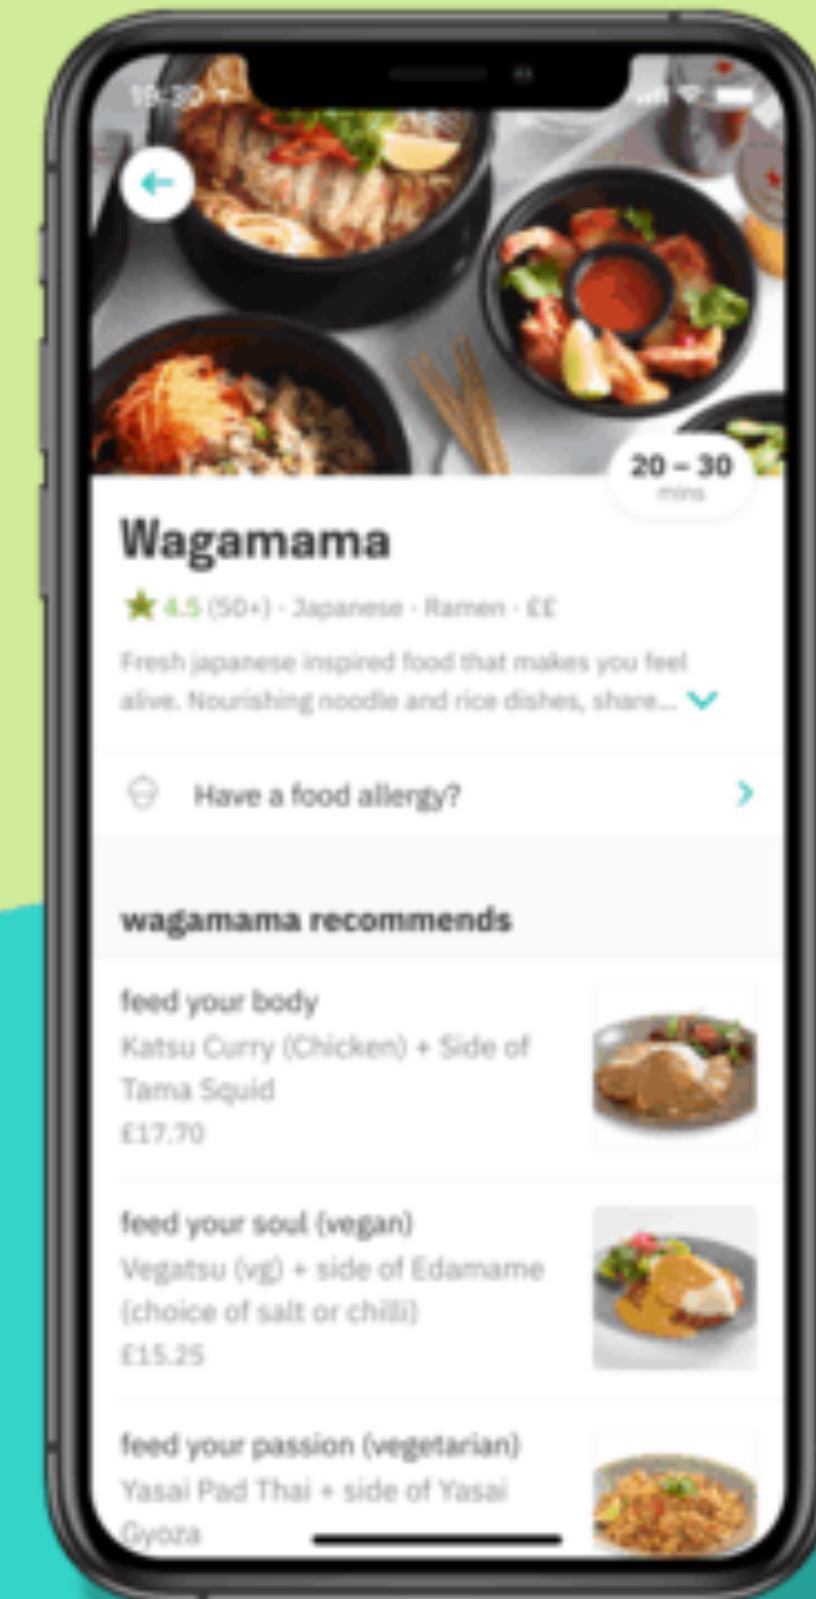 19:30
20 – 30
mins
Wagamama
4.5 (50+) · Japanese · Ramen · ££
Fresh japanese inspired food that makes you feel
alive. Nourishing noodle and rice dishes, share...
Have a food allergy?
wagamama recommends
feed your body
Katsu Curry (Chicken) + Side of
Tama Squid
£17.70
feed your soul (vegan)
Vegatsu (vg) + side of Edamame
(choice of salt or chilli)
£15.25
feed your passion (vegetarian)
Yasai Pad Thai + side of Yasai
Gyoza